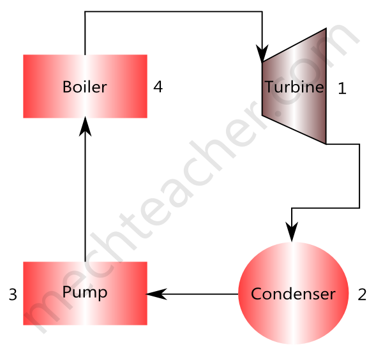 Boiler 4
Turbine 1
Pump 3
Condenser 2
mechteacher.com